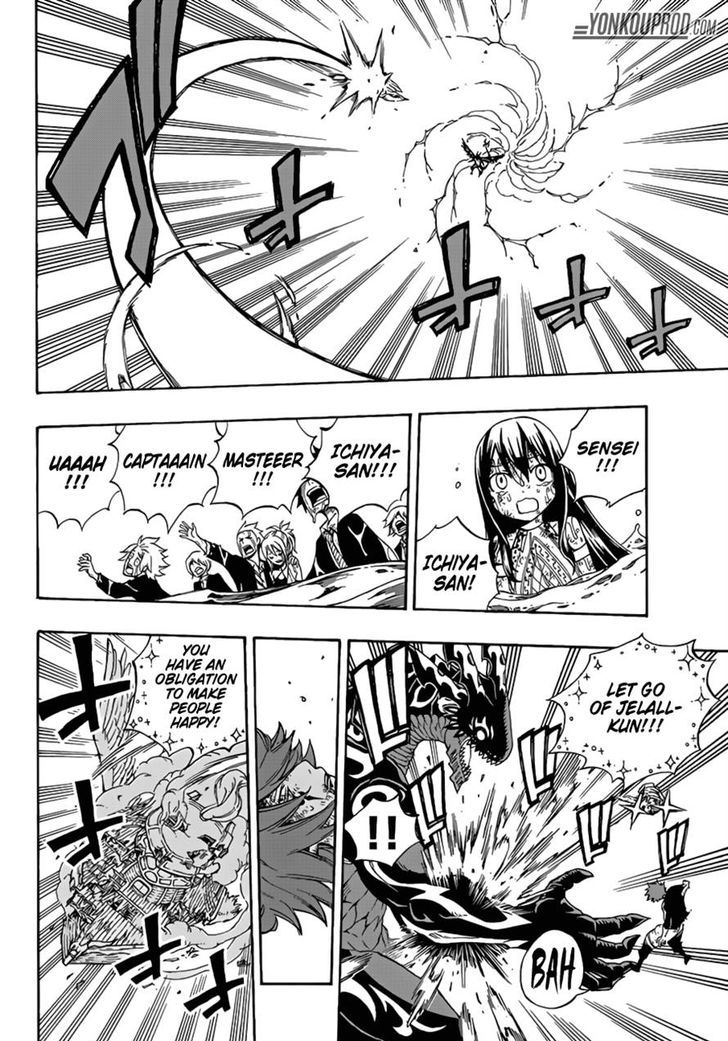 YONKOUPROD.COM
SENSEI
!!!
ICHIYA-
SAN!
ICHIYA-
SAN!!!
MASTEEER
!!!
CAPTAAAIN
!!!
UAAAH
!!!
LET GO
OF JELALL-
KUN!!!
!!
BAH
YOU
HAVE AN
OBLIGATION
TO MAKE
PEOPLE
HAPPY!